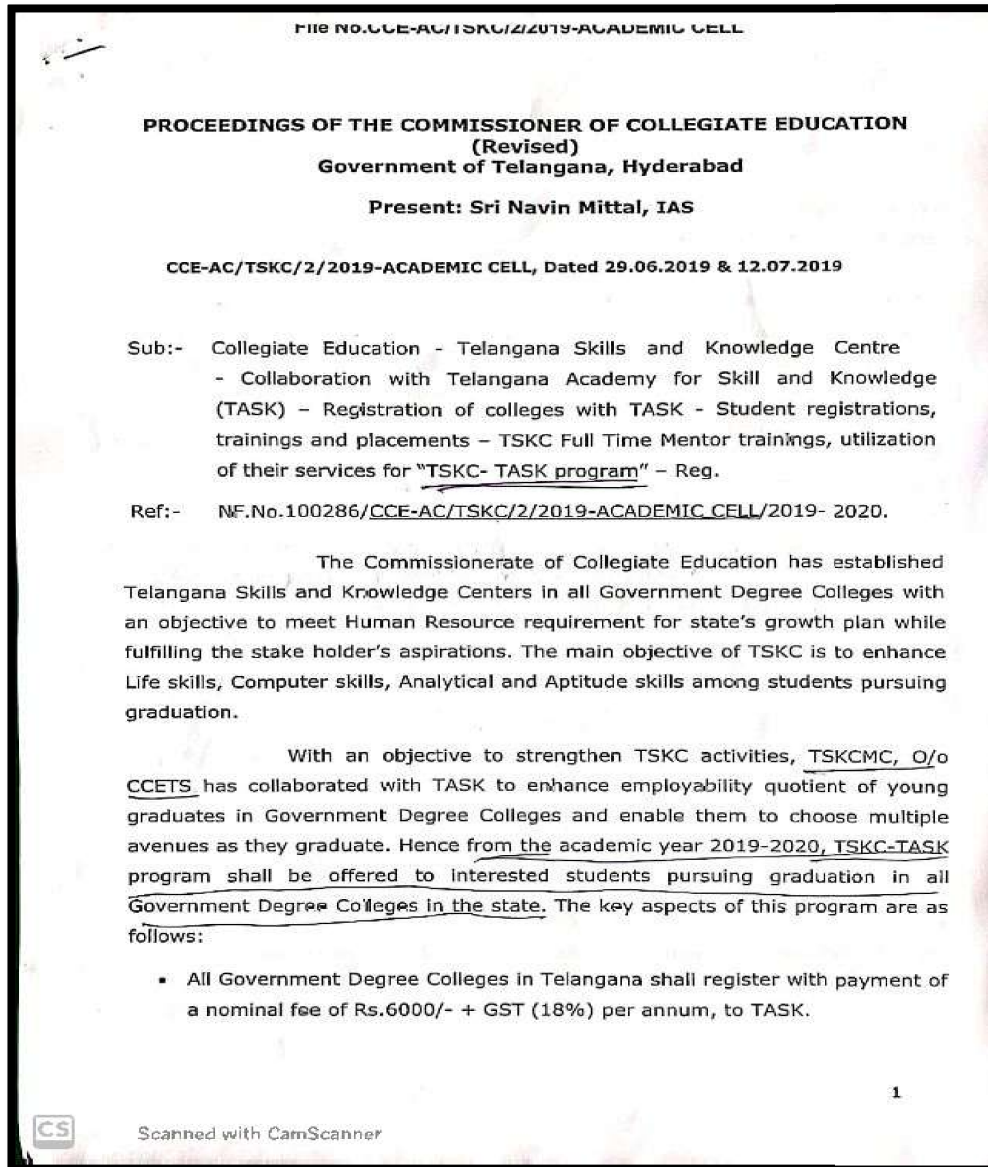 File No.CCE-AC/TSKC/2/2019-ACADEMIC CELL
PROCEEDINGS OF THE COMMISSIONER OF COLLEGIATE EDUCATION
(Revised)
Government of Telangana, Hyderabad
Present: Sri Navin Mittal, IAS
CCE-AC/TSKC/2/2019-ACADEMIC CELL, Dated 29.06.2019 & 12.07.2019
Sub:- Collegiate Education - Telangana Skills and Knowledge Centre
- Collaboration with Telangana Academy for Skill and Knowledge
(TASK) – Registration of colleges with TASK - Student registrations,
trainings and placements – TSKC Full Time Mentor trainings, utilization
of their services for "TSKC- TASK program" – Reg.
Ref:- NF.No.100286/CCE-AC/TSKC/2/2019-ACADEMIC CELL/2019- 2020.
The Commissionerate of Collegiate Education has established
Telangana Skills and Knowledge Centers in all Government Degree Colleges with
an objective to meet Human Resource requirement for state's growth plan while
fulfilling the stake holder's aspirations. The main objective of TSKC is to enhance
Life skills, Computer skills, Analytical and Aptitude skills among students pursuing
graduation.
With an objective to strengthen TSKC activities, TSKCMC, O/o
CCETS has collaborated with TASK to enhance employability quotient of young
graduates in Government Degree Colleges and enable them to choose multiple
avenues as they graduate. Hence from the academic year 2019-2020, TSKC-TASK
program shall be offered to interested students pursuing graduation in all
Government Degree Colleges in the state. The key aspects of this program are as
follows:
• All Government Degree Colleges in Telangana shall register with payment of
a nominal fee of Rs.6000/- + GST (18%) per annum, to TASK.
1
CS Scanned with CamScanner